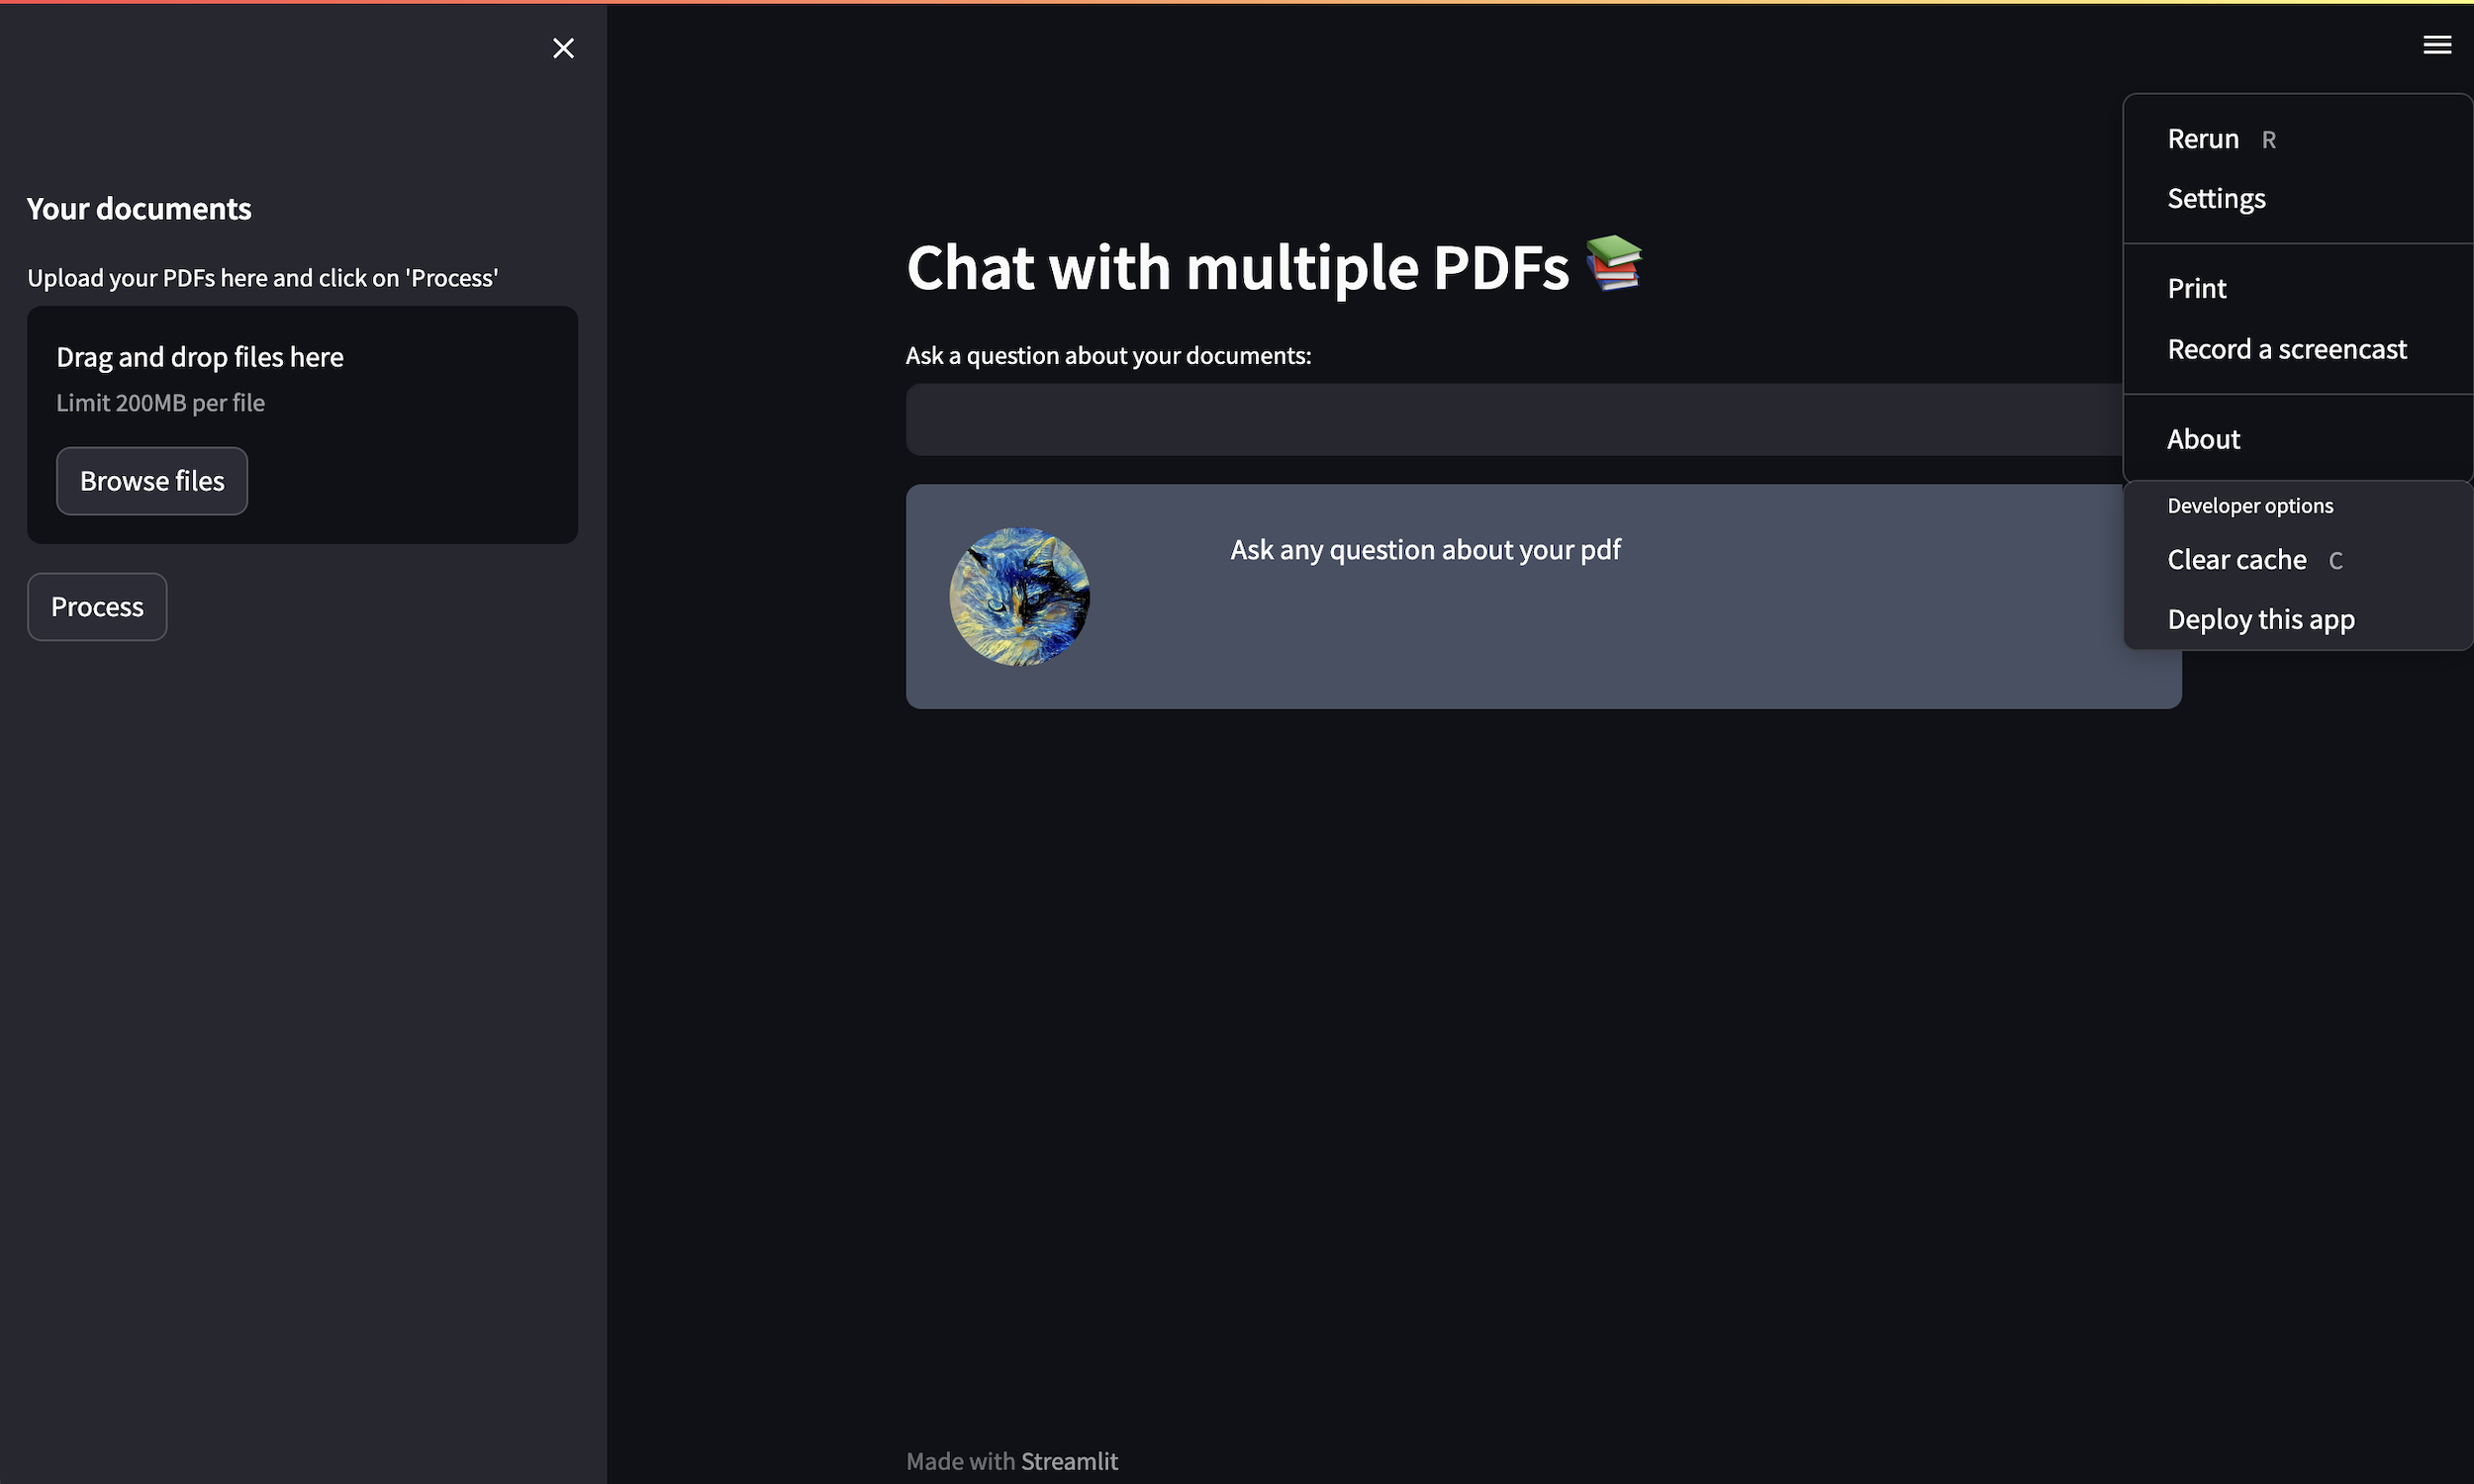 Your documents
Upload your PDFs here and click on 'Process'
Drag and drop files here
Limit 200MB per file
Browse files
Process
Chat with multiple PDFs 📚
Ask a question about your documents:
Ask any question about your pdf
Made with Streamlit
Rerun R
Settings
Print
Record a screencast
About
Developer options
Clear cache C
Deploy this app